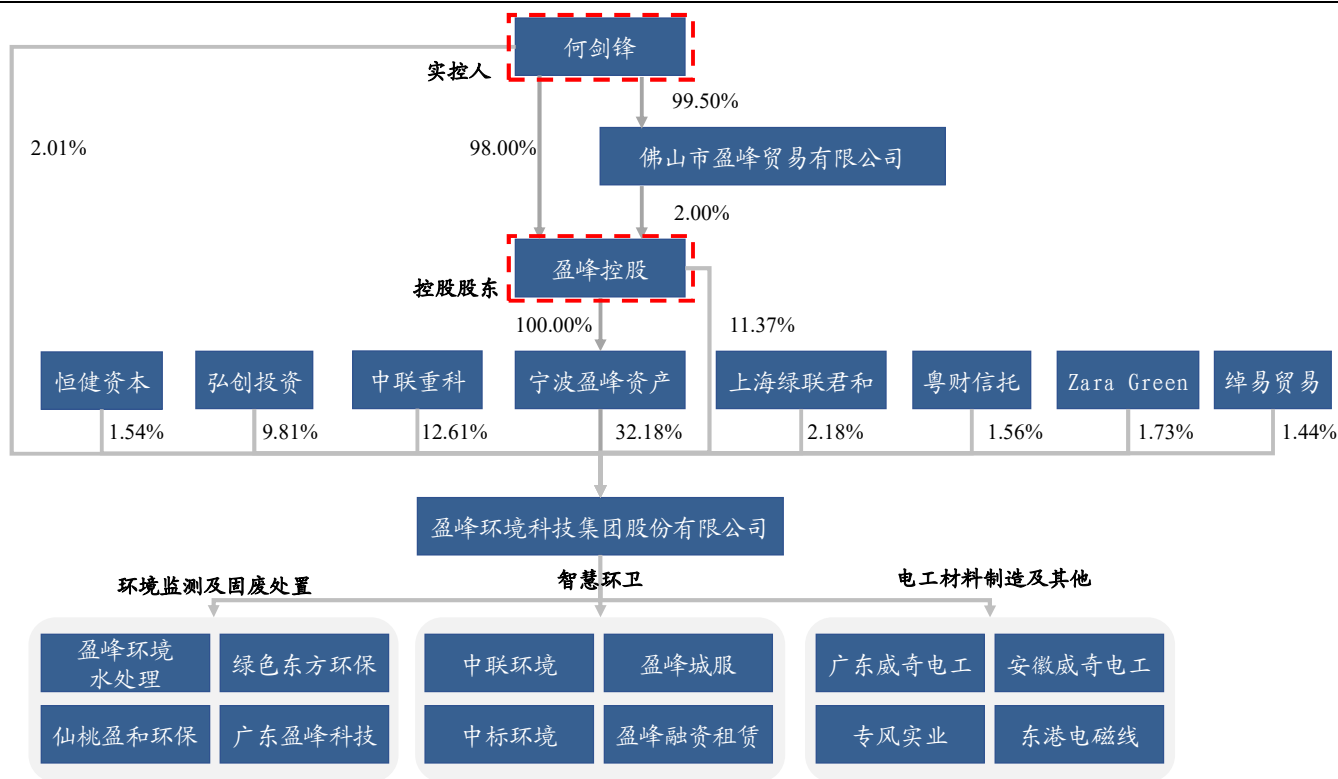 何剑锋
实控人
99.50%
2.01%
98.00%
佛山市盈峰贸易有限公司
2.00%
盈峰控股
控股股东
100.00%
11.37%
恒健资本
弘创投资
中联重科
宁波盈峰资产
上海绿联君和
粤财信托
Zara Green
绰易贸易
1.54%
9.81%
12.61%
32.18%
2.18%
1.56%
1.73%
1.44%
盈峰环境科技集团股份有限公司
环境监测及固废处置
智慧环卫
电工材料制造及其他
盈峰环境
水处理
绿色东方环保
中联环境
盈峰城服
广东威奇电工
安徽威奇电工
仙桃盈和环保
广东盈峰科技
中标环境
盈峰融资租赁
专风实业
东港电磁线